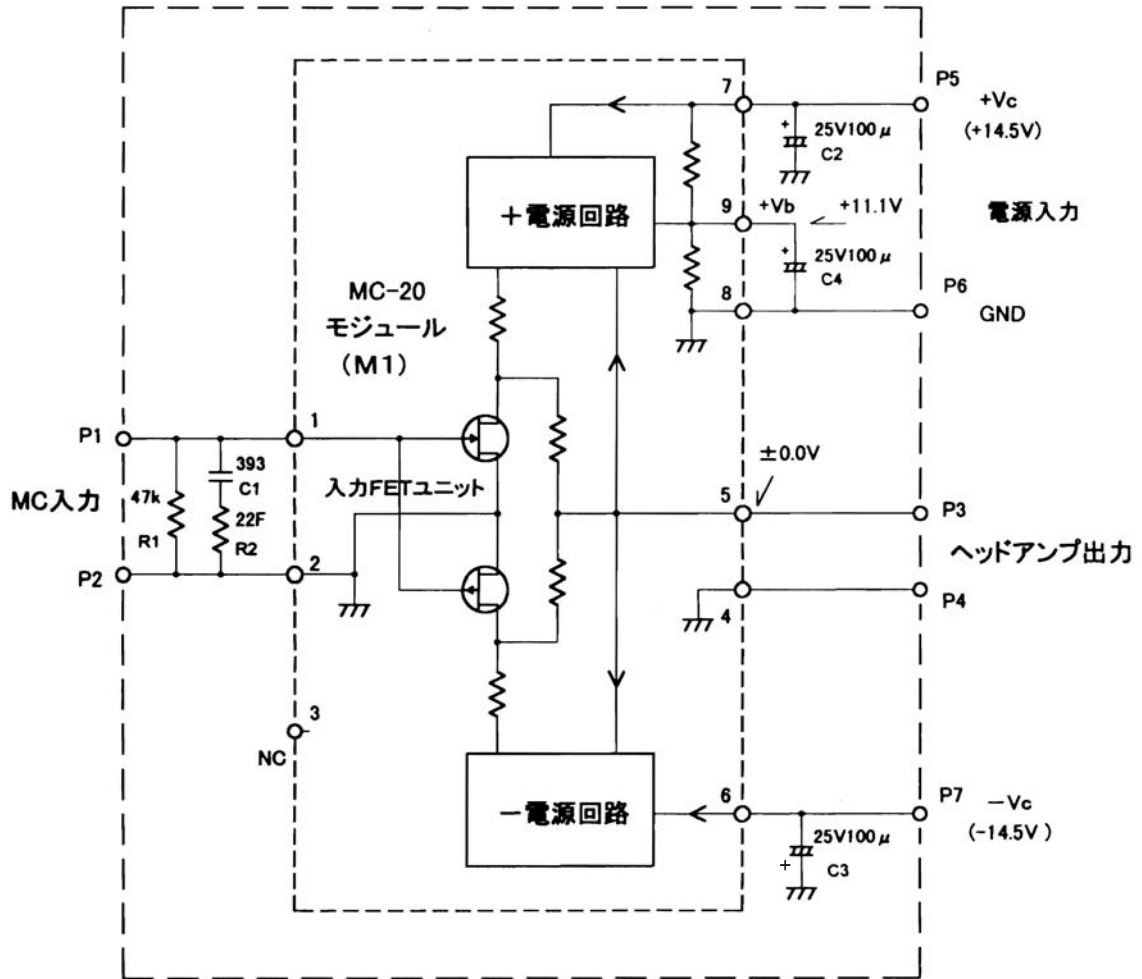 7
P5
+Vc
(+14.5V)
+
25V100μ
C2
+電源回路
9
+Vb
+11.1V
電源入力
+
25V100μ
C4
8
P6
GND
MC-20
モジュール
(M1)
P1
1
MC入力
47k
R1
393
C1
22F
R2
入力FETユニット
±0.0V
5
P3
ヘッドアンプ出力
P2
2
4
P4
3
NC
-電源回路
6
P7
-Vc
(-14.5V)
25V100μ
+
C3